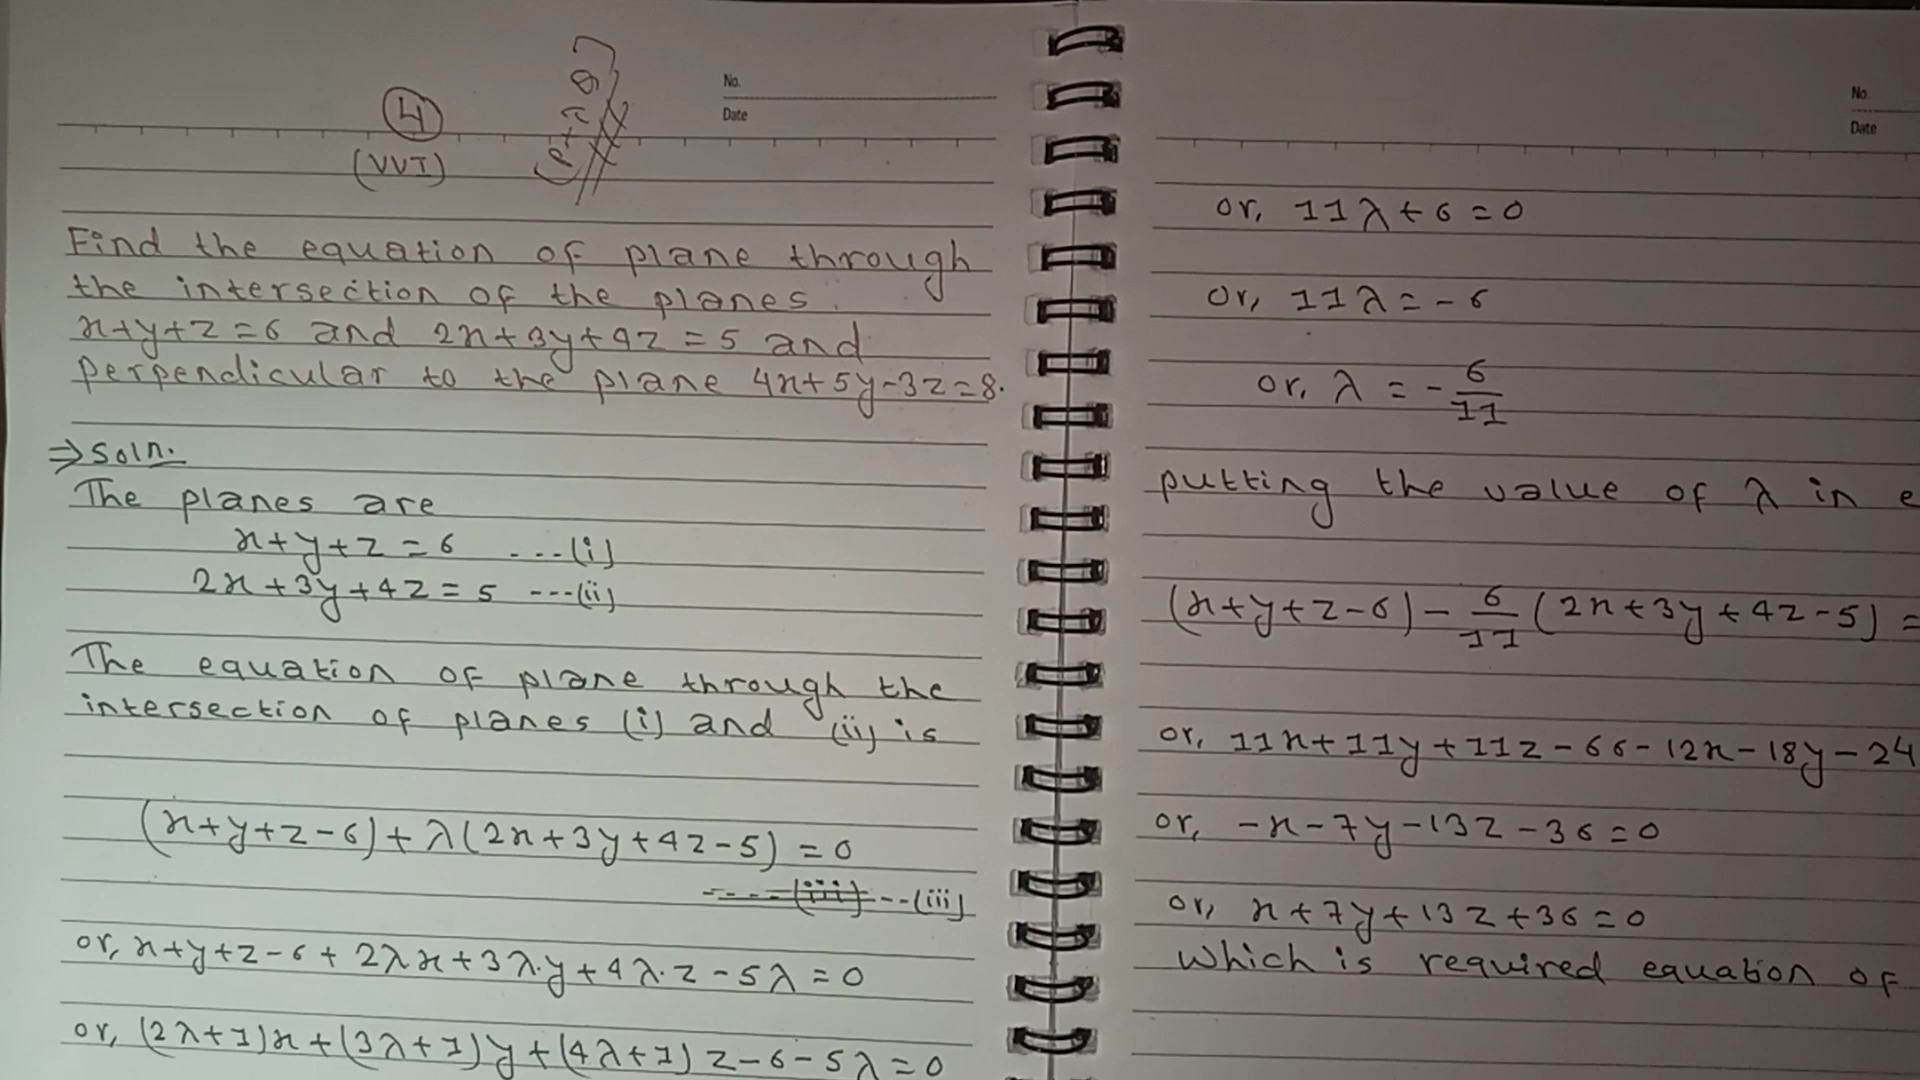 4
(VVI)
No.
Date
Find the equation of plane through
the intersection of the planes
x+y+z=6 and 2x+3y+4z=5 and
perpendicular to the plane 4x+5y-3z=8.
⇒ Soln.
The planes are
x+y+z=6 ---(i)
2x+3y+4z=5 ---(ii)
The equation of plane through the
intersection of planes (i) and (ii) is
(x+y+z-6)+λ(2x+3y+4z-5)=0
--(iii)
or, x+y+z-6+2λx+3λ.y+4λ.z-5λ=0
or, (2λ+1)x+(3λ+1)y+(4λ+1)z-6-5λ=0
No.
Date
or, 11λ+6=0
or, 11λ=-6
or, λ=-6/11
putting the value of λ in e
(x+y+z-6)-6/11(2x+3y+4z-5)=
or, 11x+11y+11z-66-12x-18y-24
or, -x-7y-13z-36=0
or, x+7y+13z+36=0
which is required equation of